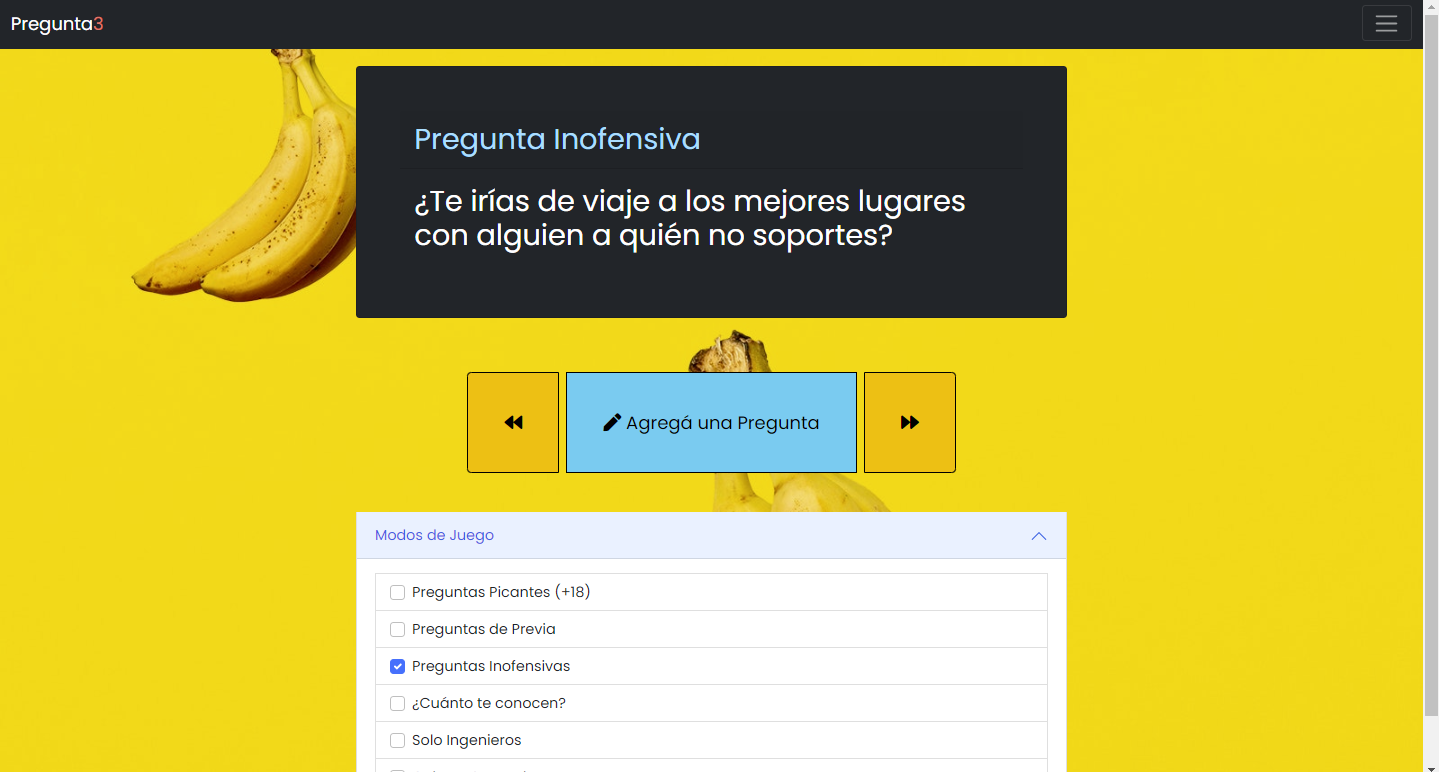 Pregunta3
Pregunta Inofensiva
¿Te irías de viaje a los mejores lugares
con alguien a quién no soportes?
Agregá una Pregunta
Modos de Juego
Preguntas Picantes (+18)
Preguntas de Previa
Preguntas Inofensivas
¿Cuánto te conocen?
Solo Ingenieros